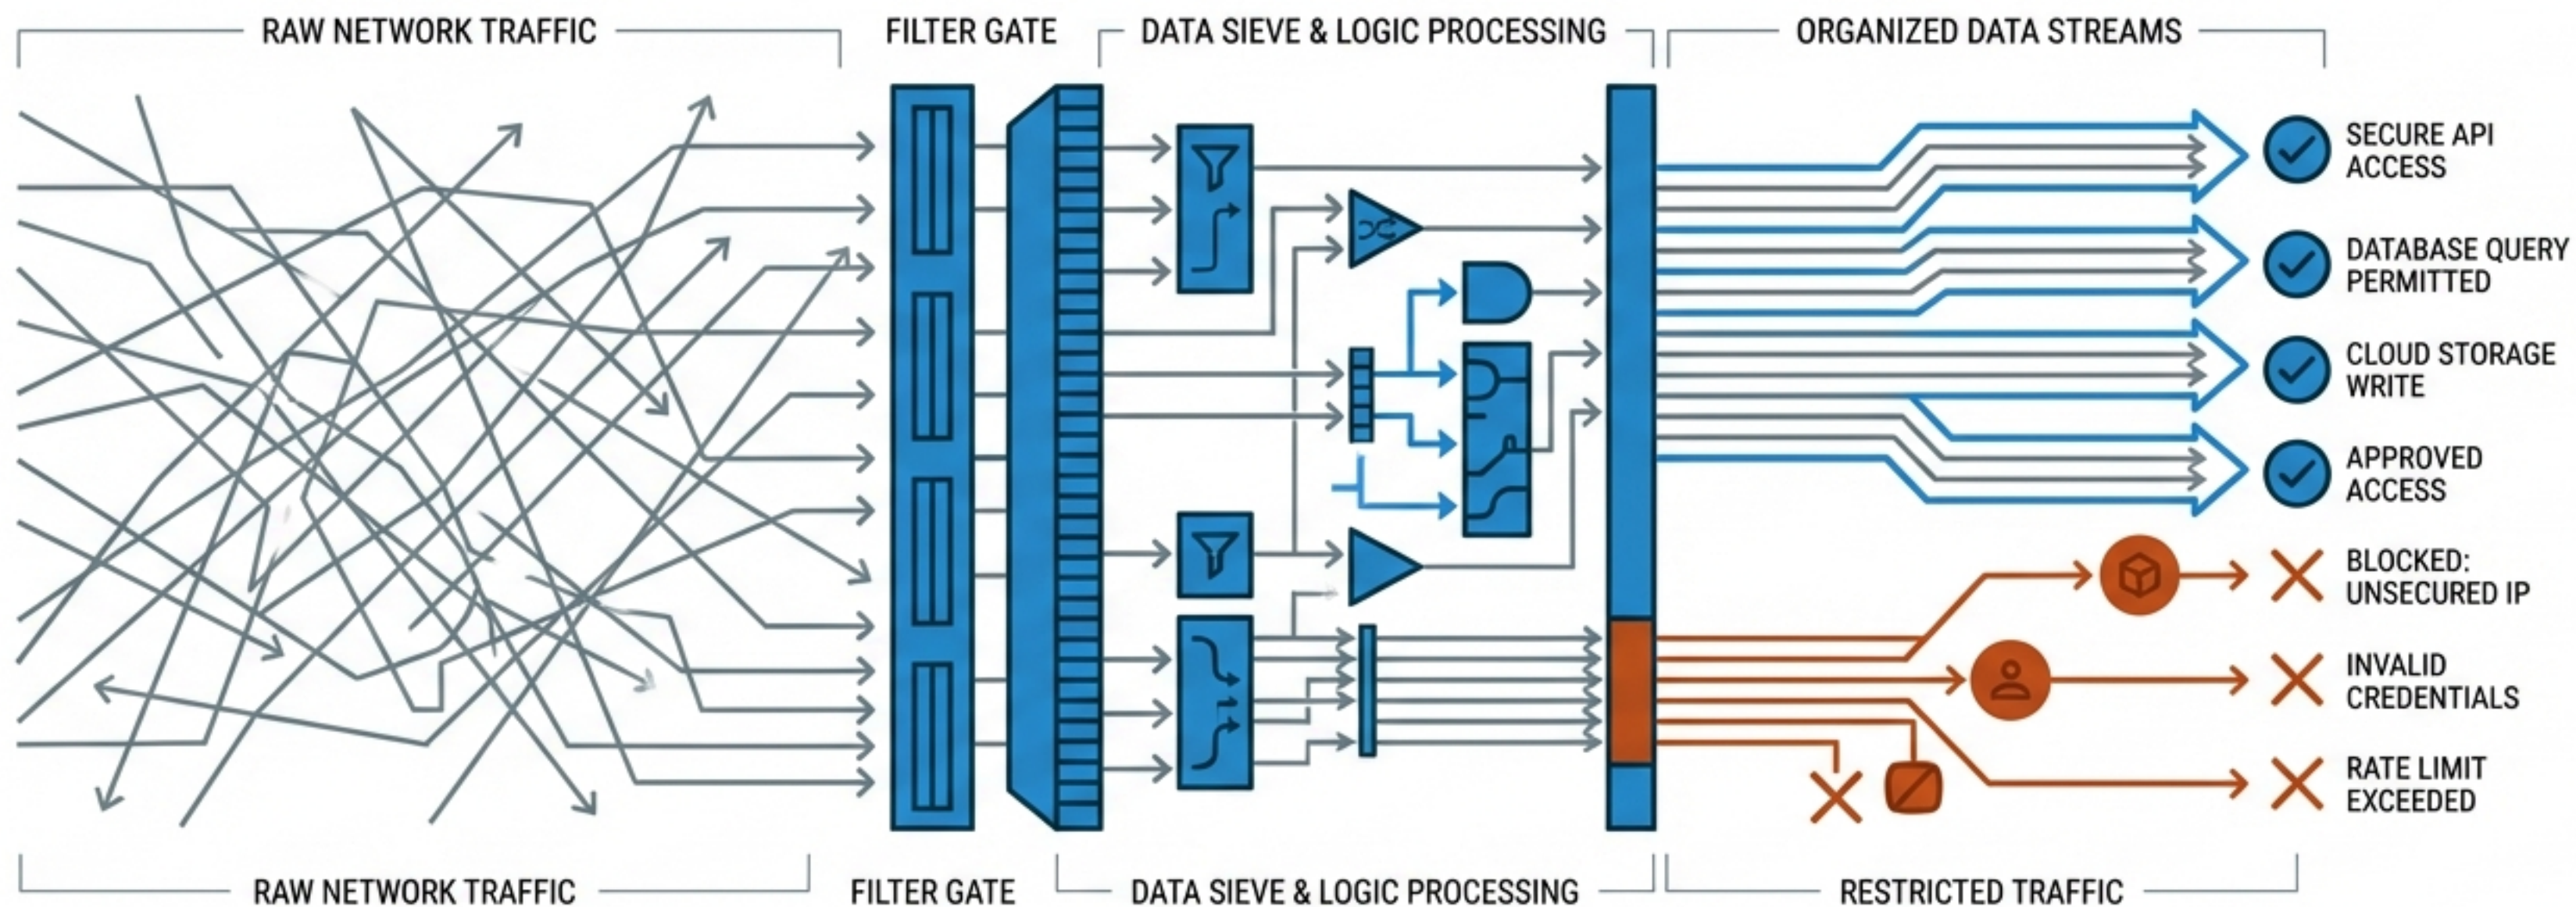 RAW NETWORK TRAFFIC
FILTER GATE
DATA SIEVE & LOGIC PROCESSING
ORGANIZED DATA STREAMS
SECURE API
ACCESS
DATABASE QUERY
PERMITTED
CLOUD STORAGE
WRITE
APPROVED
ACCESS
BLOCKED:
UNSECURED IP
INVALID
CREDENTIALS
RATE LIMIT
EXCEEDED
RAW NETWORK TRAFFIC
FILTER GATE
DATA SIEVE & LOGIC PROCESSING
RESTRICTED TRAFFIC